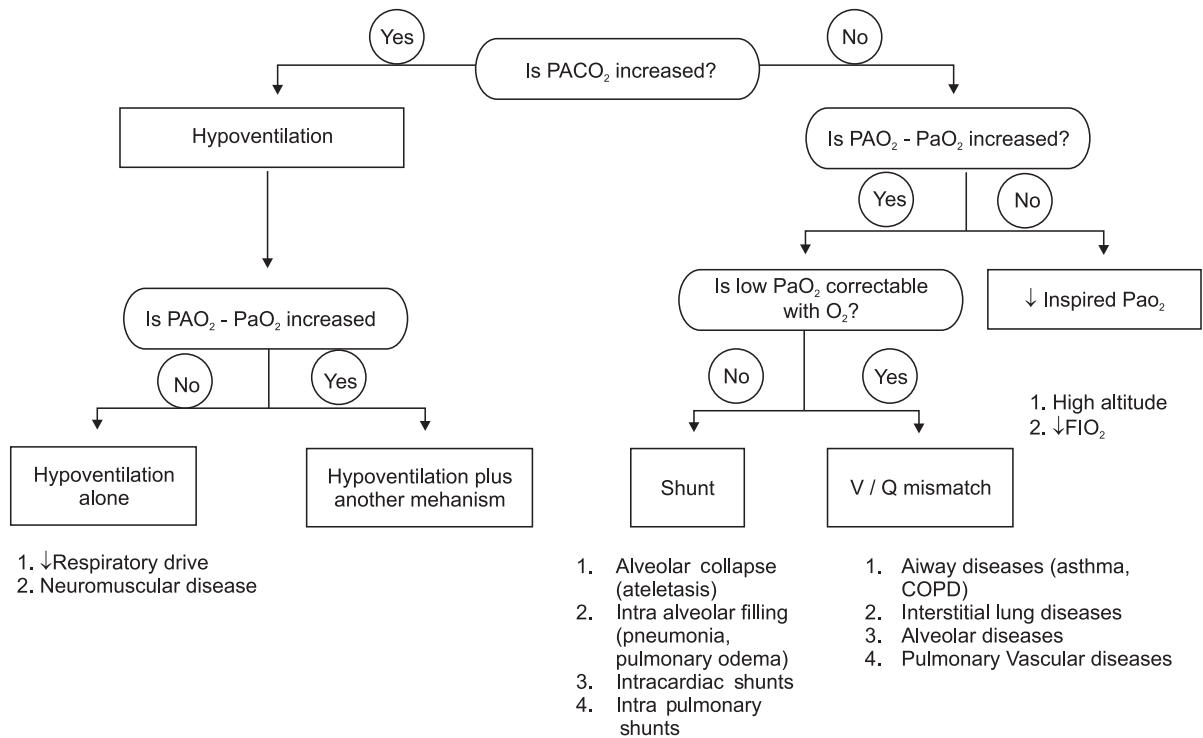 Yes
No
Is PACO₂ increased?
Hypoventilation
Is PAO₂ - PaO₂ increased?
Yes
No
Is low PaO₂ correctable
with O₂?
↓ Inspired Pao₂
Is PAO₂ - PaO₂ increased
No
Yes
No
Yes
1. High altitude
2. ↓FIO₂
Hypoventilation
alone
Hypoventilation plus
another mehanism
Shunt
V / Q mismatch
1. ↓Respiratory drive
2. Neuromuscular disease
1. Alveolar collapse
(ateletasis)
2. Intra alveolar filling
(pneumonia,
pulmonary odema)
3. Intracardiac shunts
4. Intra pulmonary
shunts
1. Aiway diseases (asthma,
COPD)
2. Interstitial lung diseases
3. Alveolar diseases
4. Pulmonary Vascular diseases